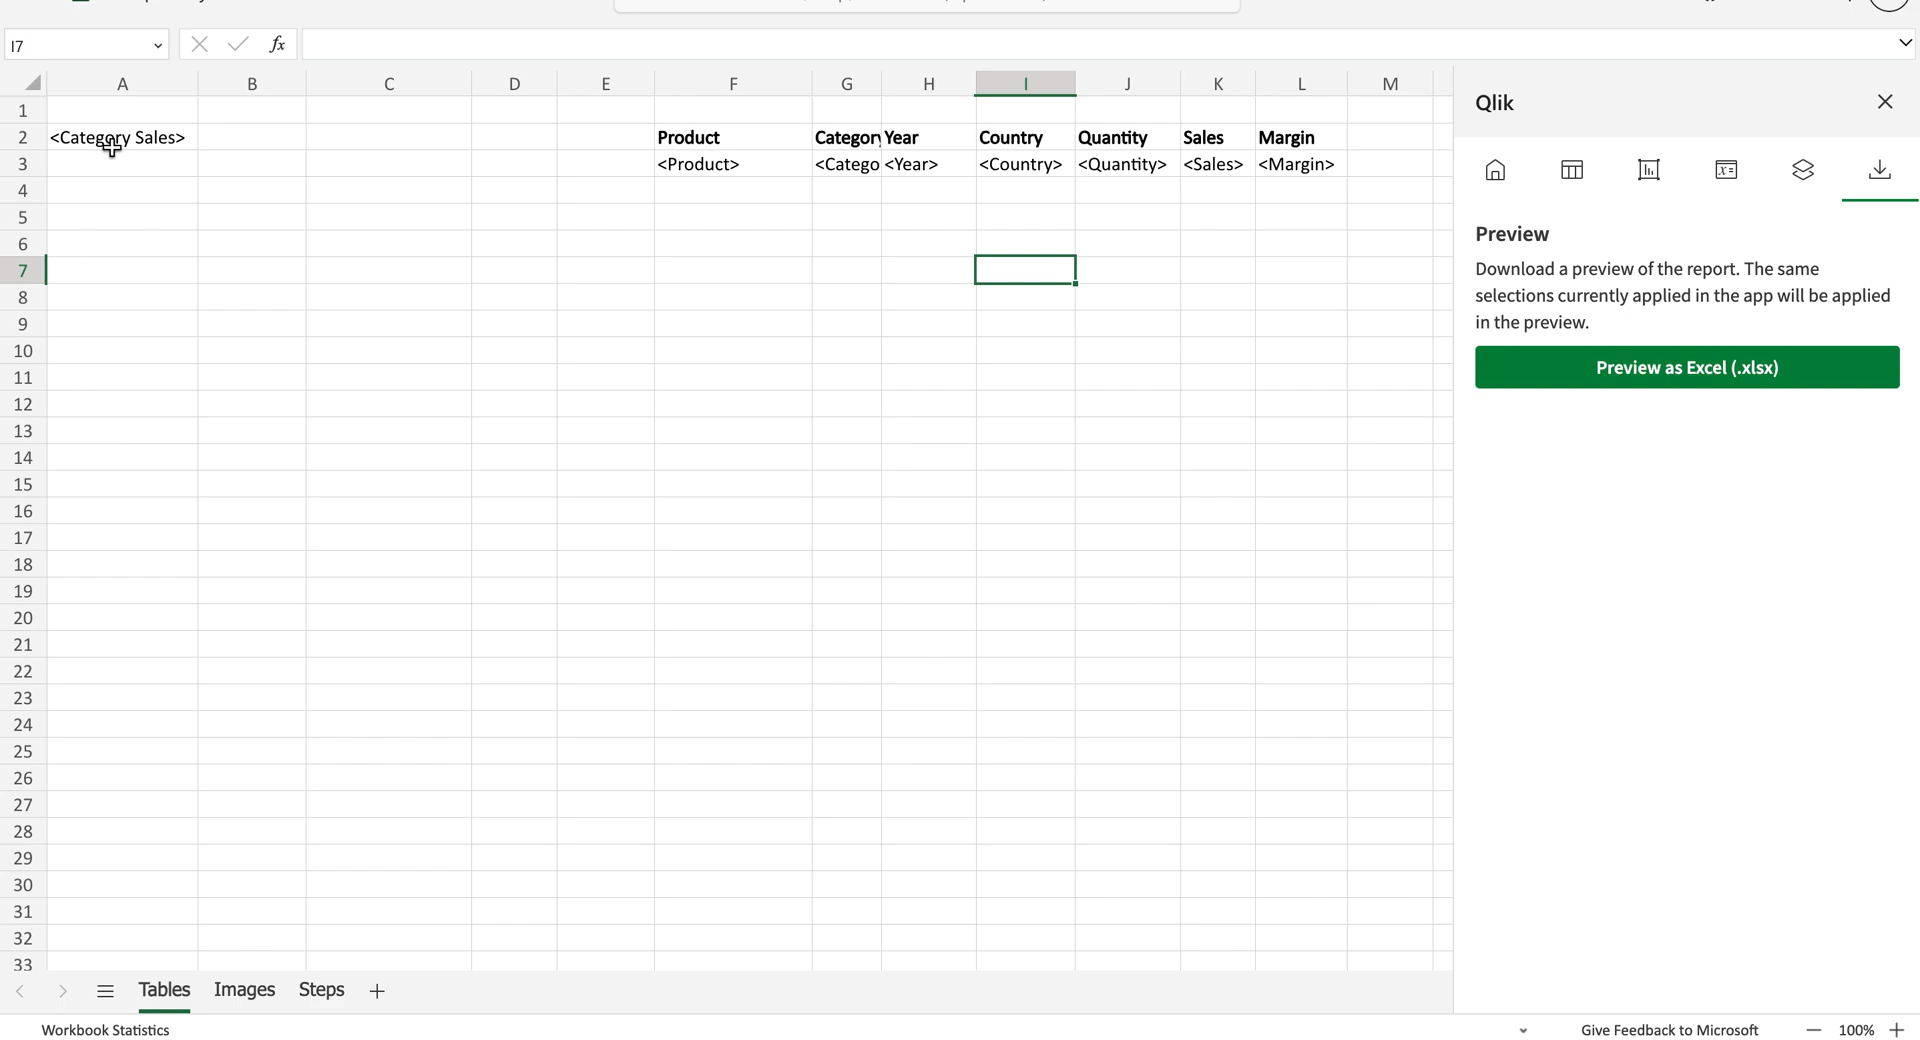 I7 fx
A B C D E F G H I J K L M
1
2 <Category Sales> Product Category Year Country Quantity Sales Margin
3 <Product> <Catego <Year> <Country> <Quantity> <Sales> <Margin>
4
5
6
7
8
9
10
11
12
13
14
15
16
17
18
19
20
21
22
23
24
25
26
27
28
29
30
31
32
33
Tables Images Steps
Workbook Statistics
Qlik
Preview
Download a preview of the report. The same
selections currently applied in the app will be applied
in the preview.
Preview as Excel (.xlsx)
Give Feedback to Microsoft 100%